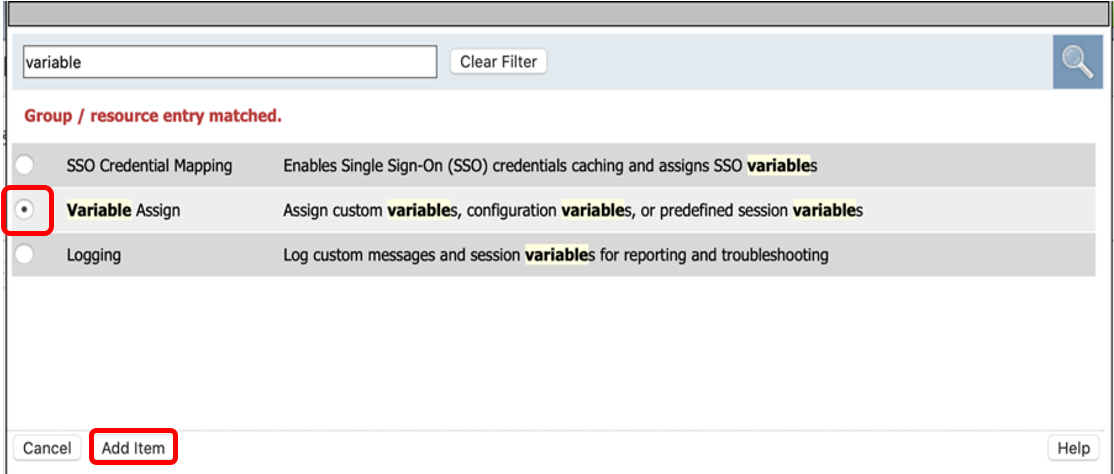 variable Clear Filter
Group / resource entry matched.
SSO Credential Mapping Enables Single Sign-On (SSO) credentials caching and assigns SSO variables
Variable Assign Assign custom variables, configuration variables, or predefined session variables
Logging Log custom messages and session variables for reporting and troubleshooting
Cancel Add Item Help